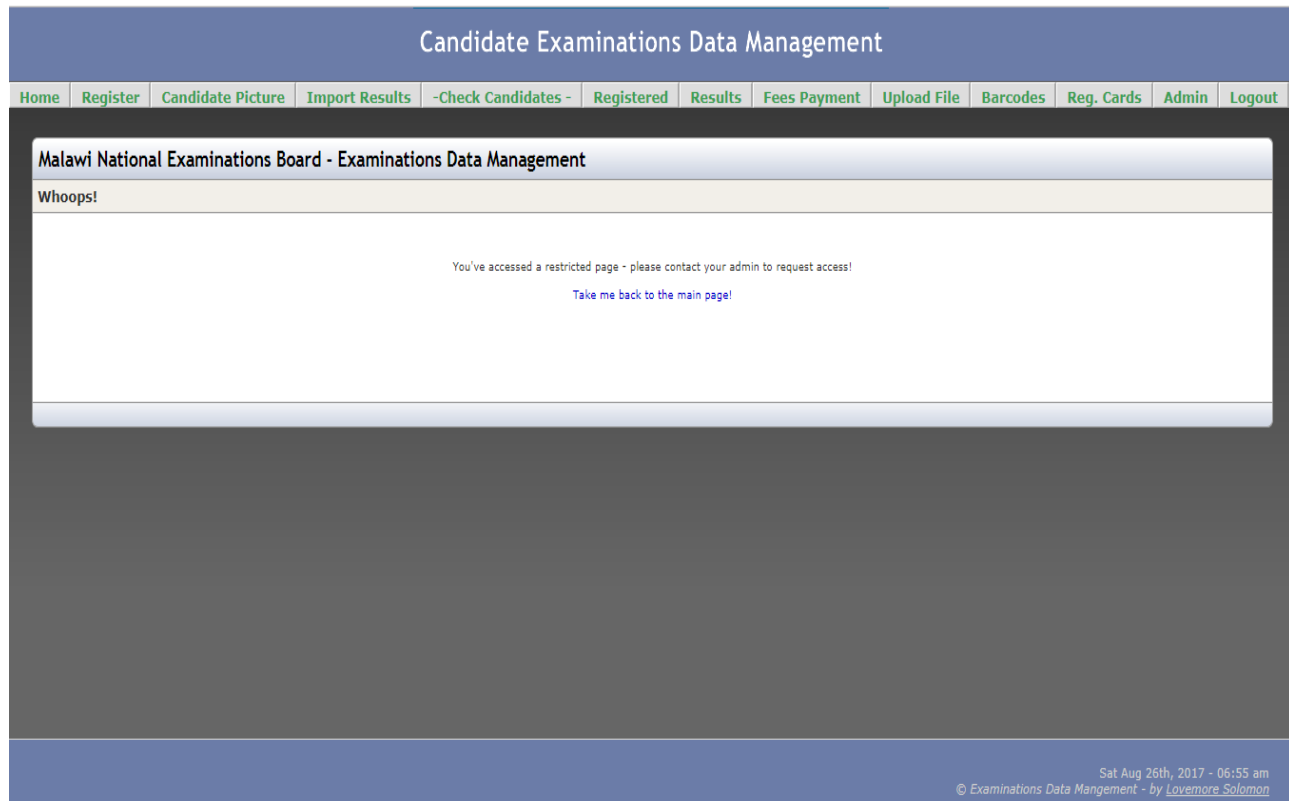 Candidate Examinations Data Management
Home Register Candidate Picture Import Results -Check Candidates - Registered Results Fees Payment Upload File Barcodes Reg. Cards Admin Logout
Malawi National Examinations Board - Examinations Data Management
Whoops!
You've accessed a restricted page - please contact your admin to request access!
Take me back to the main page!
Sat Aug 26th, 2017 - 06:55 am
© Examinations Data Mangement - by Lovemore Solomon